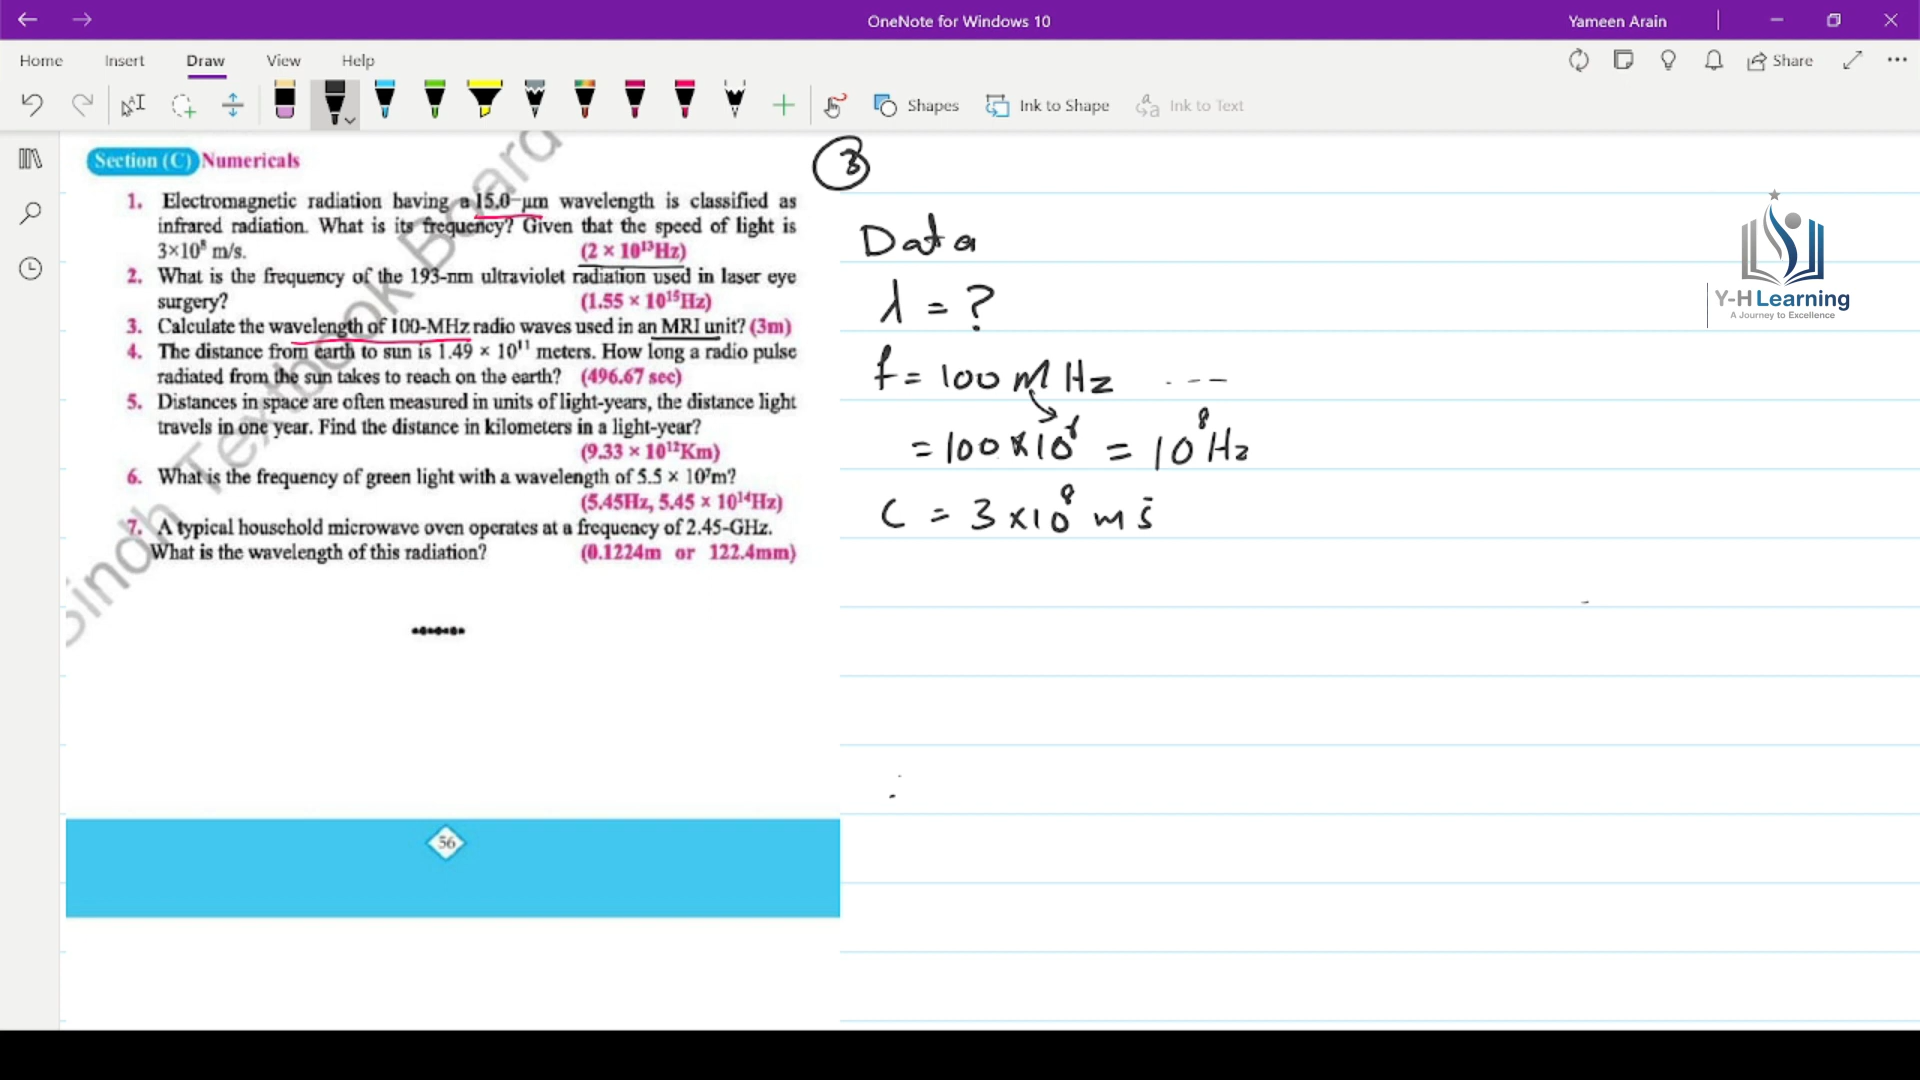 OneNote for Windows 10
Yameen Arain
Home Insert Draw View Help
Share
Shapes Ink to Shape Ink to Text
Section (C) Numericals
1. Electromagnetic radiation having a 15.0-μm wavelength is classified as
infrared radiation. What is its frequency? Given that the speed of light is
3×10⁸ m/s. (2 × 10¹³Hz)
2. What is the frequency of the 193-nm ultraviolet radiation used in laser eye
surgery? (1.55 × 10¹⁵Hz)
3. Calculate the wavelength of 100-MHz radio waves used in an MRI unit? (3m)
4. The distance from earth to sun is 1.49 × 10¹¹ meters. How long a radio pulse
radiated from the sun takes to reach on the earth? (496.67 sec)
5. Distances in space are often measured in units of light-years, the distance light
travels in one year. Find the distance in kilometers in a light-year?
(9.33 × 10¹²Km)
6. What is the frequency of green light with a wavelength of 5.5 × 10⁷m?
(5.45Hz, 5.45 × 10¹⁴Hz)
7. A typical household microwave oven operates at a frequency of 2.45-GHz.
What is the wavelength of this radiation? (0.1224m or 122.4mm)
Sindh Textbook Board
56
3
Data
λ = ?
f = 100 M Hz
= 100 × 10⁶ = 10⁸ Hz
C = 3 × 10⁸ m s⁻
Y-H Learning
A Journey to Excellence